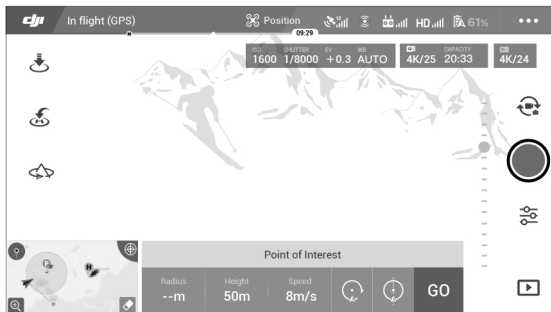 dji In flight (GPS) Position 12 HD 61%
H 09:29
ISO SHUTTER EV WB CAPACITY
1600 1/8000 +0.3 AUTO 4K/25 20:33 4K/24
H
P H
Point of Interest
Radius Height Speed
--m 50m 8m/s A A GO